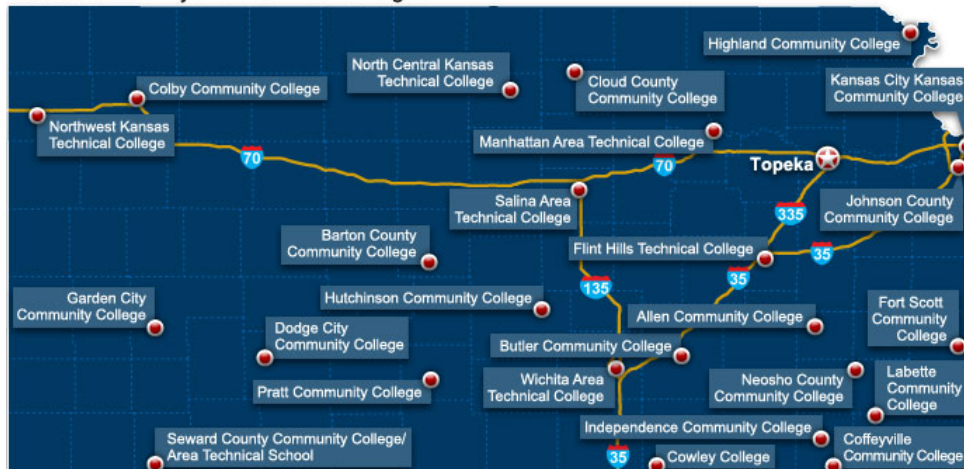 Highland Community College
North Central Kansas
Technical College
Cloud County
Community College
Kansas City Kansas
Community College
Colby Community College
Northwest Kansas
Technical College
Manhattan Area Technical College
70
70
Topeka
Salina Area
Technical College
335
Johnson County
Community College
Barton County
Community College
Flint Hills Technical College
35
35
135
Garden City
Community College
Hutchinson Community College
Allen Community College
Fort Scott
Community
College
Dodge City
Community College
Butler Community College
Wichita Area
Technical College
Neosho County
Community College
Labette
Community
College
Pratt Community College
Independence Community College
Seward County Community College/
Area Technical School
35
Cowley College
Coffeyville
Community College